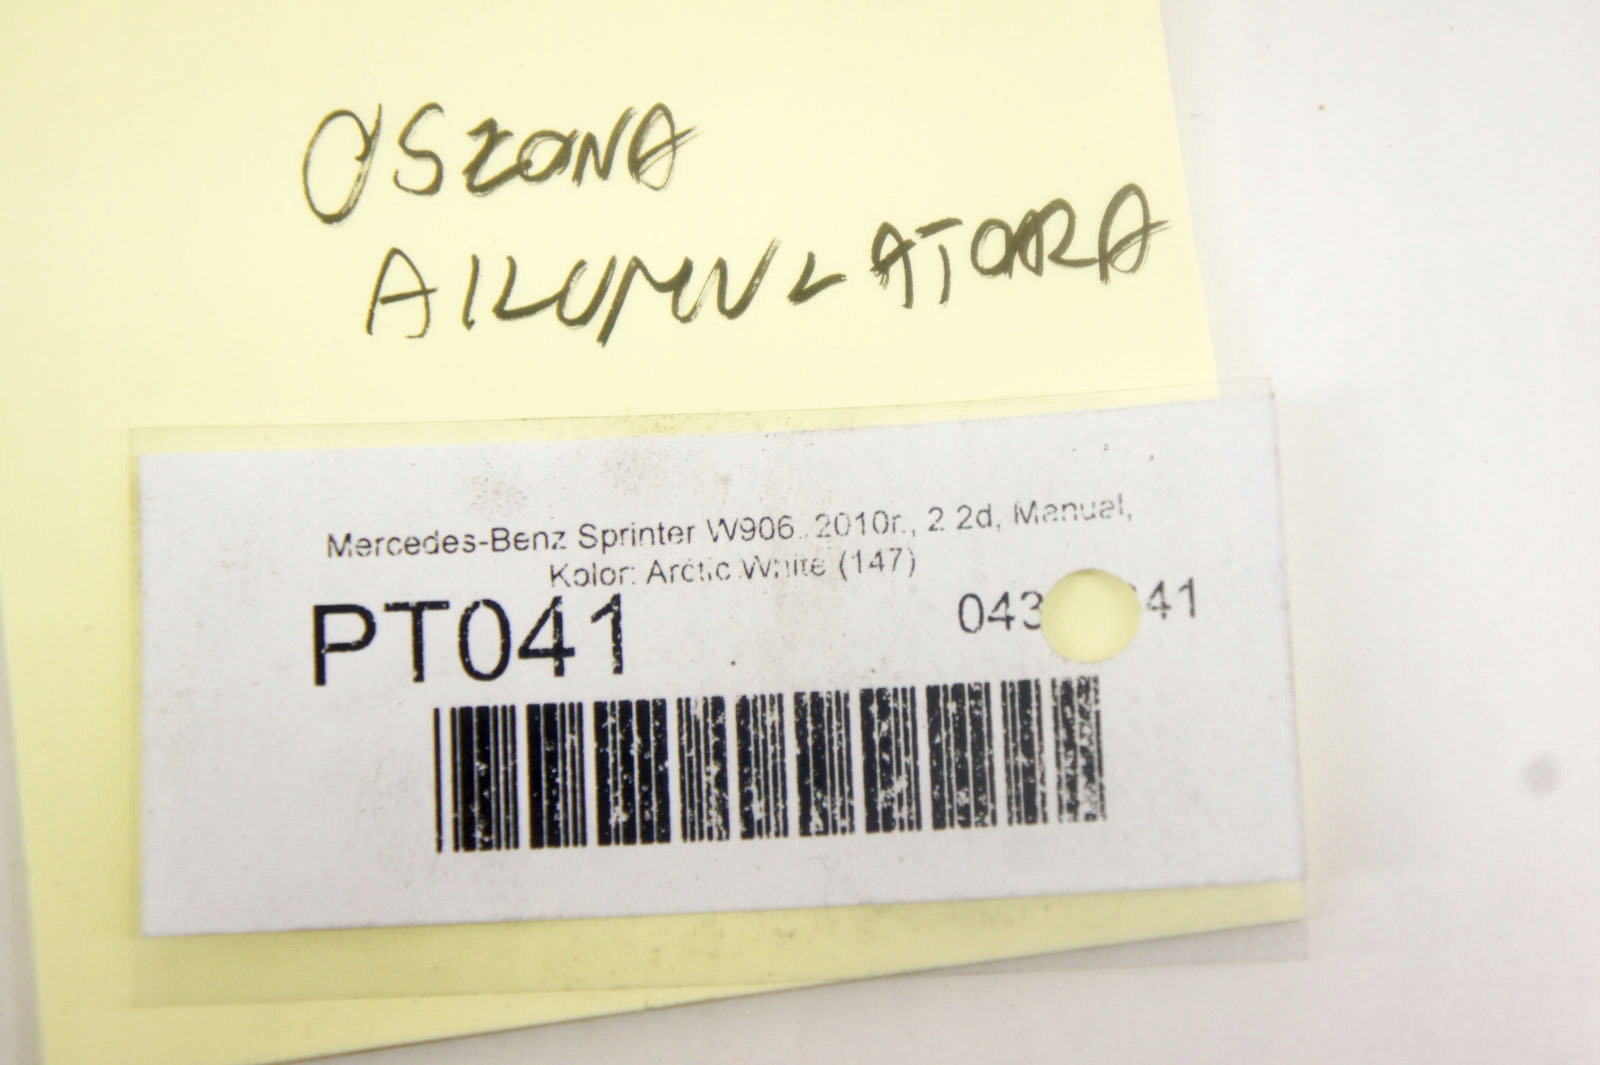 OSŁONA
AKUMULATORA
Mercedes-Benz Sprinter W906, 2010r., 2.2d, Manual,
Kolor: Arctic White (147)
PT041